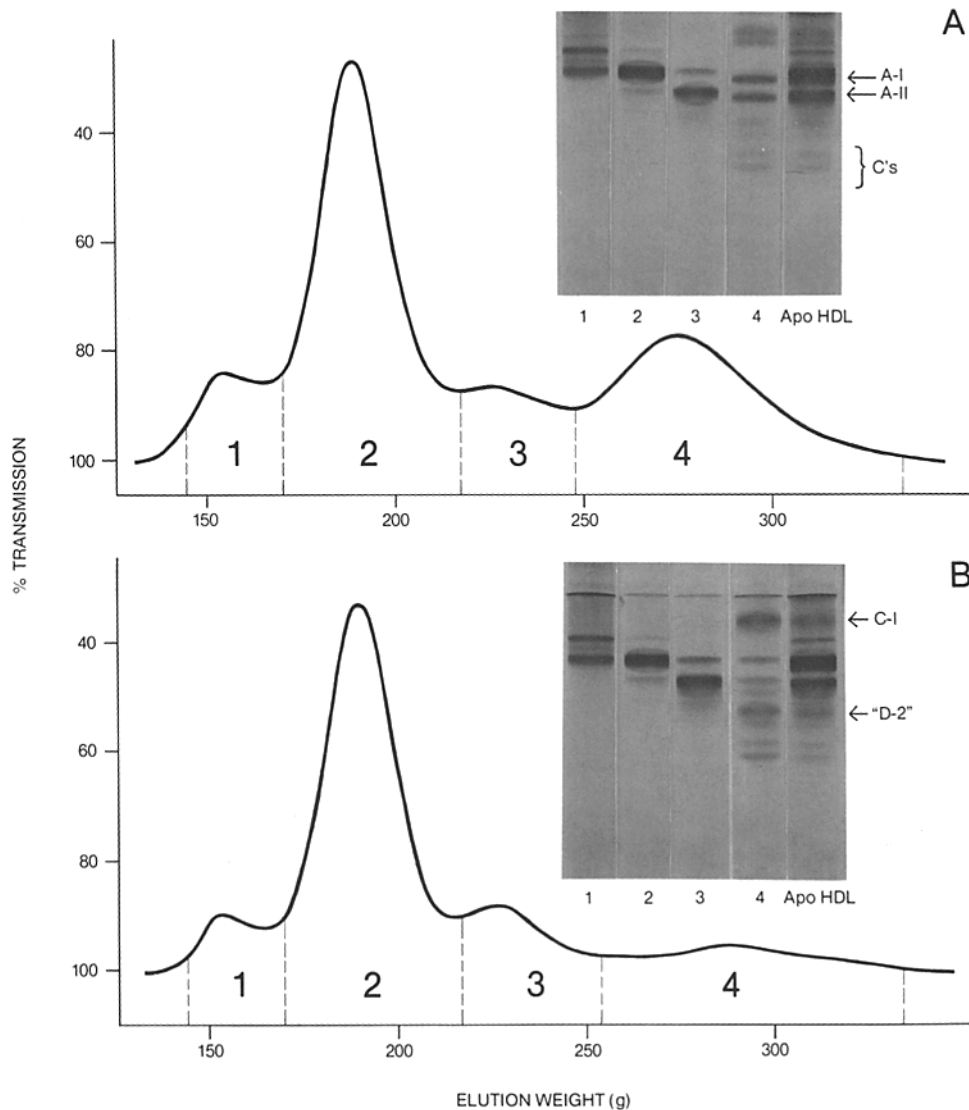 A
A-I
A-II
C's
1 2 3 4 Apo HDL
40
60
80
100
1 2 3 4
150 200 250 300
% TRANSMISSION
B
C-I
"D-2"
1 2 3 4 Apo HDL
40
60
80
100
1 2 3 4
150 200 250 300
ELUTION WEIGHT (g)